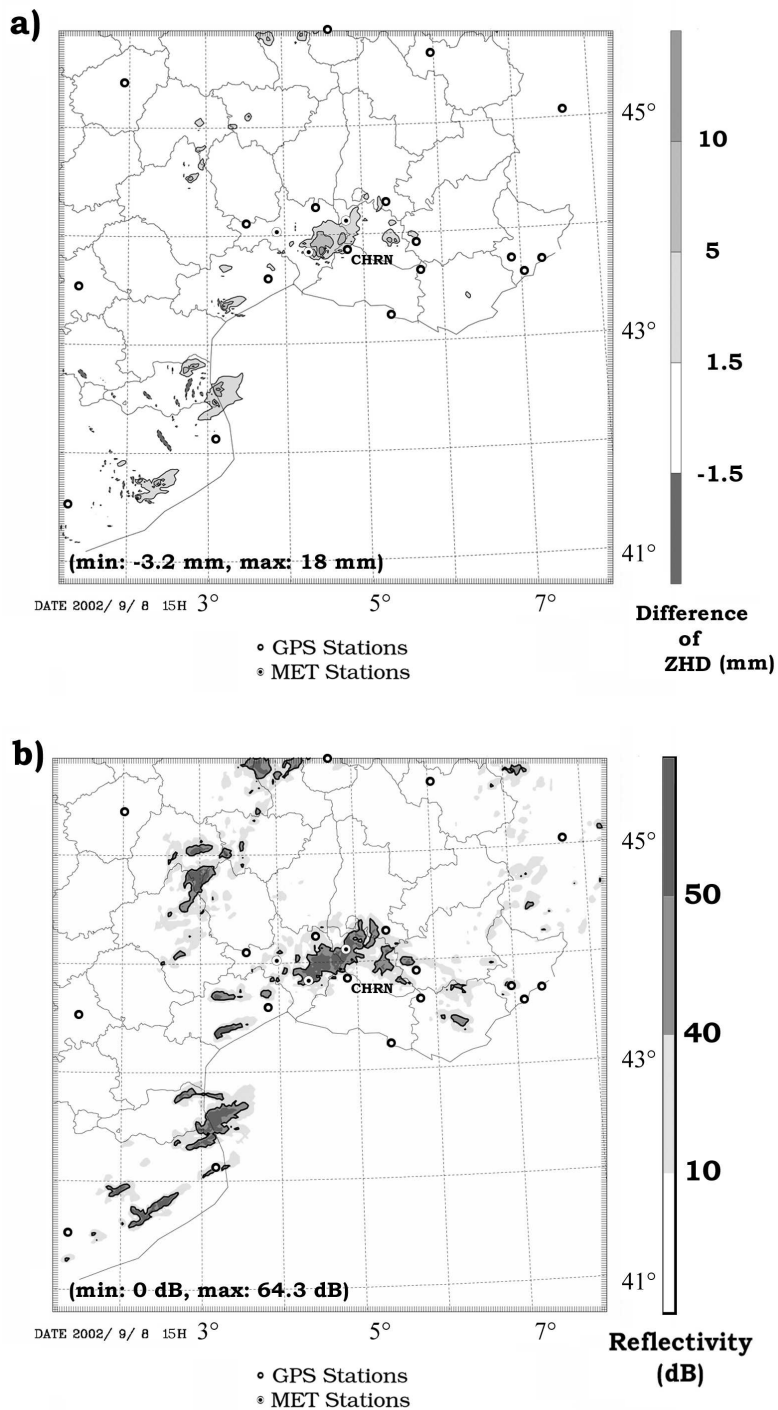 a)
45°
10
5
CHRN
43°
1.5
-1.5
41°
(min: -3.2 mm, max: 18 mm)
DATE 2002/ 9/ 8 15H 3° 5° 7°
Difference
of
ZHD (mm)
GPS Stations
MET Stations
b)
45°
50
CHRN
40
43°
10
41°
(min: 0 dB, max: 64.3 dB)
DATE 2002/ 9/ 8 15H 3° 5° 7°
Reflectivity
(dB)
GPS Stations
MET Stations